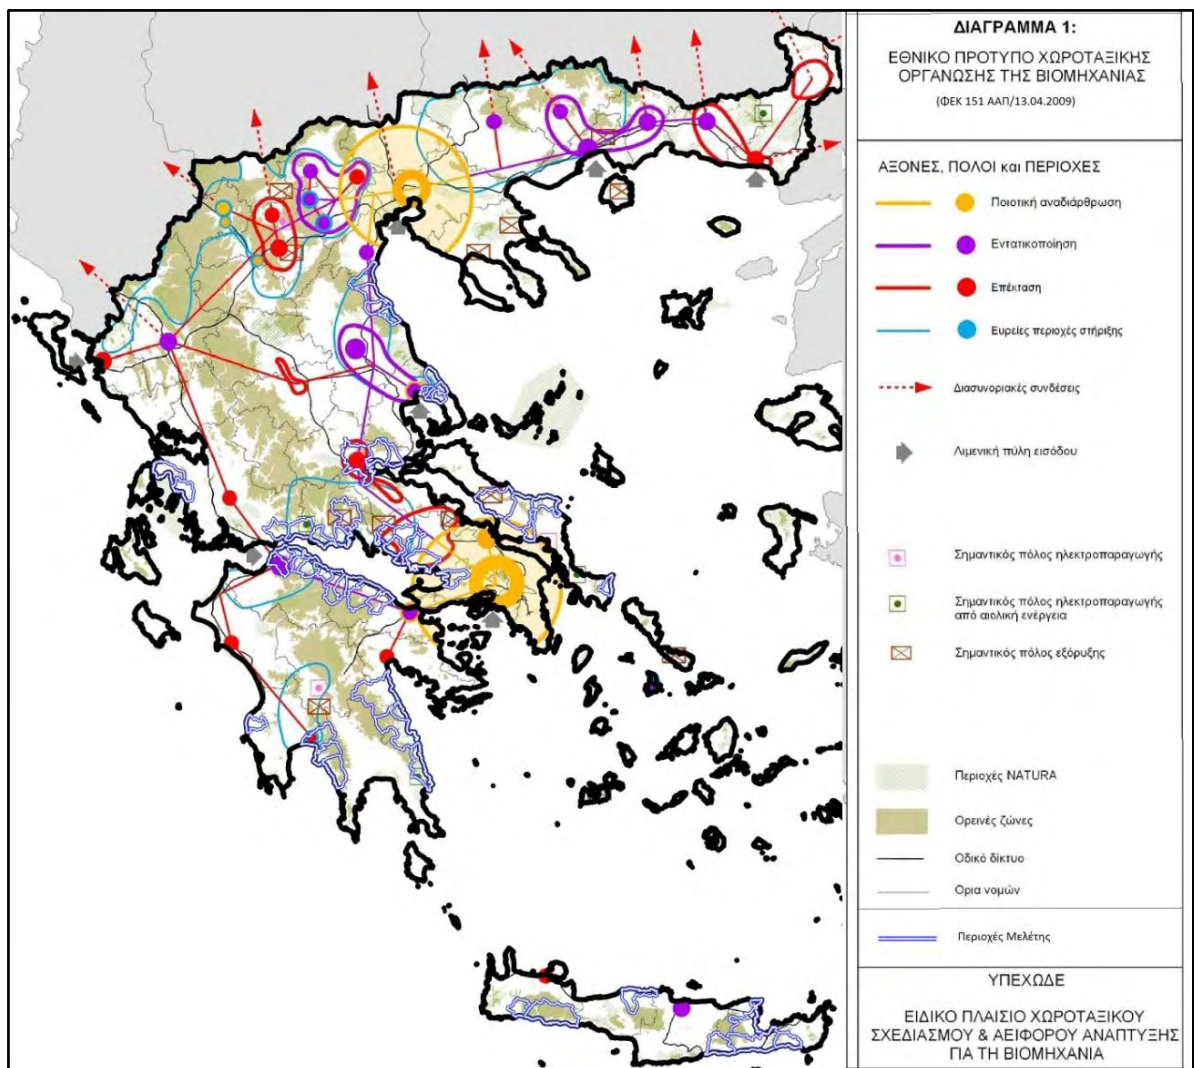 ΔΙΑΓΡΑΜΜΑ 1:
ΕΘΝΙΚΟ ΠΡΟΤΥΠΟ ΧΩΡΟΤΑΞΙΚΗΣ
ΟΡΓΑΝΩΣΗΣ ΤΗΣ ΒΙΟΜΗΧΑΝΙΑΣ
(ΦΕΚ 151 ΑΑΠ/13.04.2009)
ΑΞΟΝΕΣ, ΠΟΛΟΙ και ΠΕΡΙΟΧΕΣ
Ποιοτική αναδιάρθρωση
Εντατικοποίηση
Επέκταση
Ευρείες περιοχές στήριξης
Διασυνοριακές συνδέσεις
Λιμενική πύλη εισόδου
Σημαντικός πόλος ηλεκτροπαραγωγής
Σημαντικός πόλος ηλεκτροπαραγωγής
από αιολική ενέργεια
Σημαντικός πόλος εξόρυξης
Περιοχές NATURA
Ορεινές ζώνες
Οδικό δίκτυο
Ορια νομών
Περιοχές Μελέτης
ΥΠΕΧΩΔΕ
ΕΙΔΙΚΟ ΠΛΑΙΣΙΟ ΧΩΡΟΤΑΞΙΚΟΥ
ΣΧΕΔΙΑΣΜΟΥ & ΑΕΙΦΟΡΟΥ ΑΝΑΠΤΥΞΗΣ
ΓΙΑ ΤΗ ΒΙΟΜΗΧΑΝΙΑ